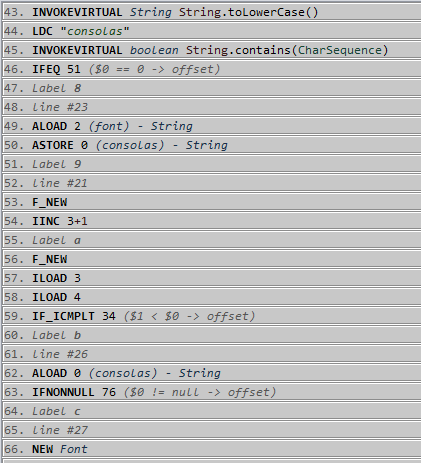 43. INVOKEVIRTUAL String String.toLowerCase()
44. LDC "consolas"
45. INVOKEVIRTUAL boolean String.contains(CharSequence)
46. IFEQ 51 ($0 == 0 -> offset)
47. Label 8
48. line #23
49. ALOAD 2 (font) - String
50. ASTORE 0 (consolas) - String
51. Label 9
52. line #21
53. F_NEW
54. IINC 3+1
55. Label a
56. F_NEW
57. ILOAD 3
58. ILOAD 4
59. IF_ICMPLT 34 ($1 < $0 -> offset)
60. Label b
61. line #26
62. ALOAD 0 (consolas) - String
63. IFNONNULL 76 ($0 != null -> offset)
64. Label c
65. line #27
66. NEW Font